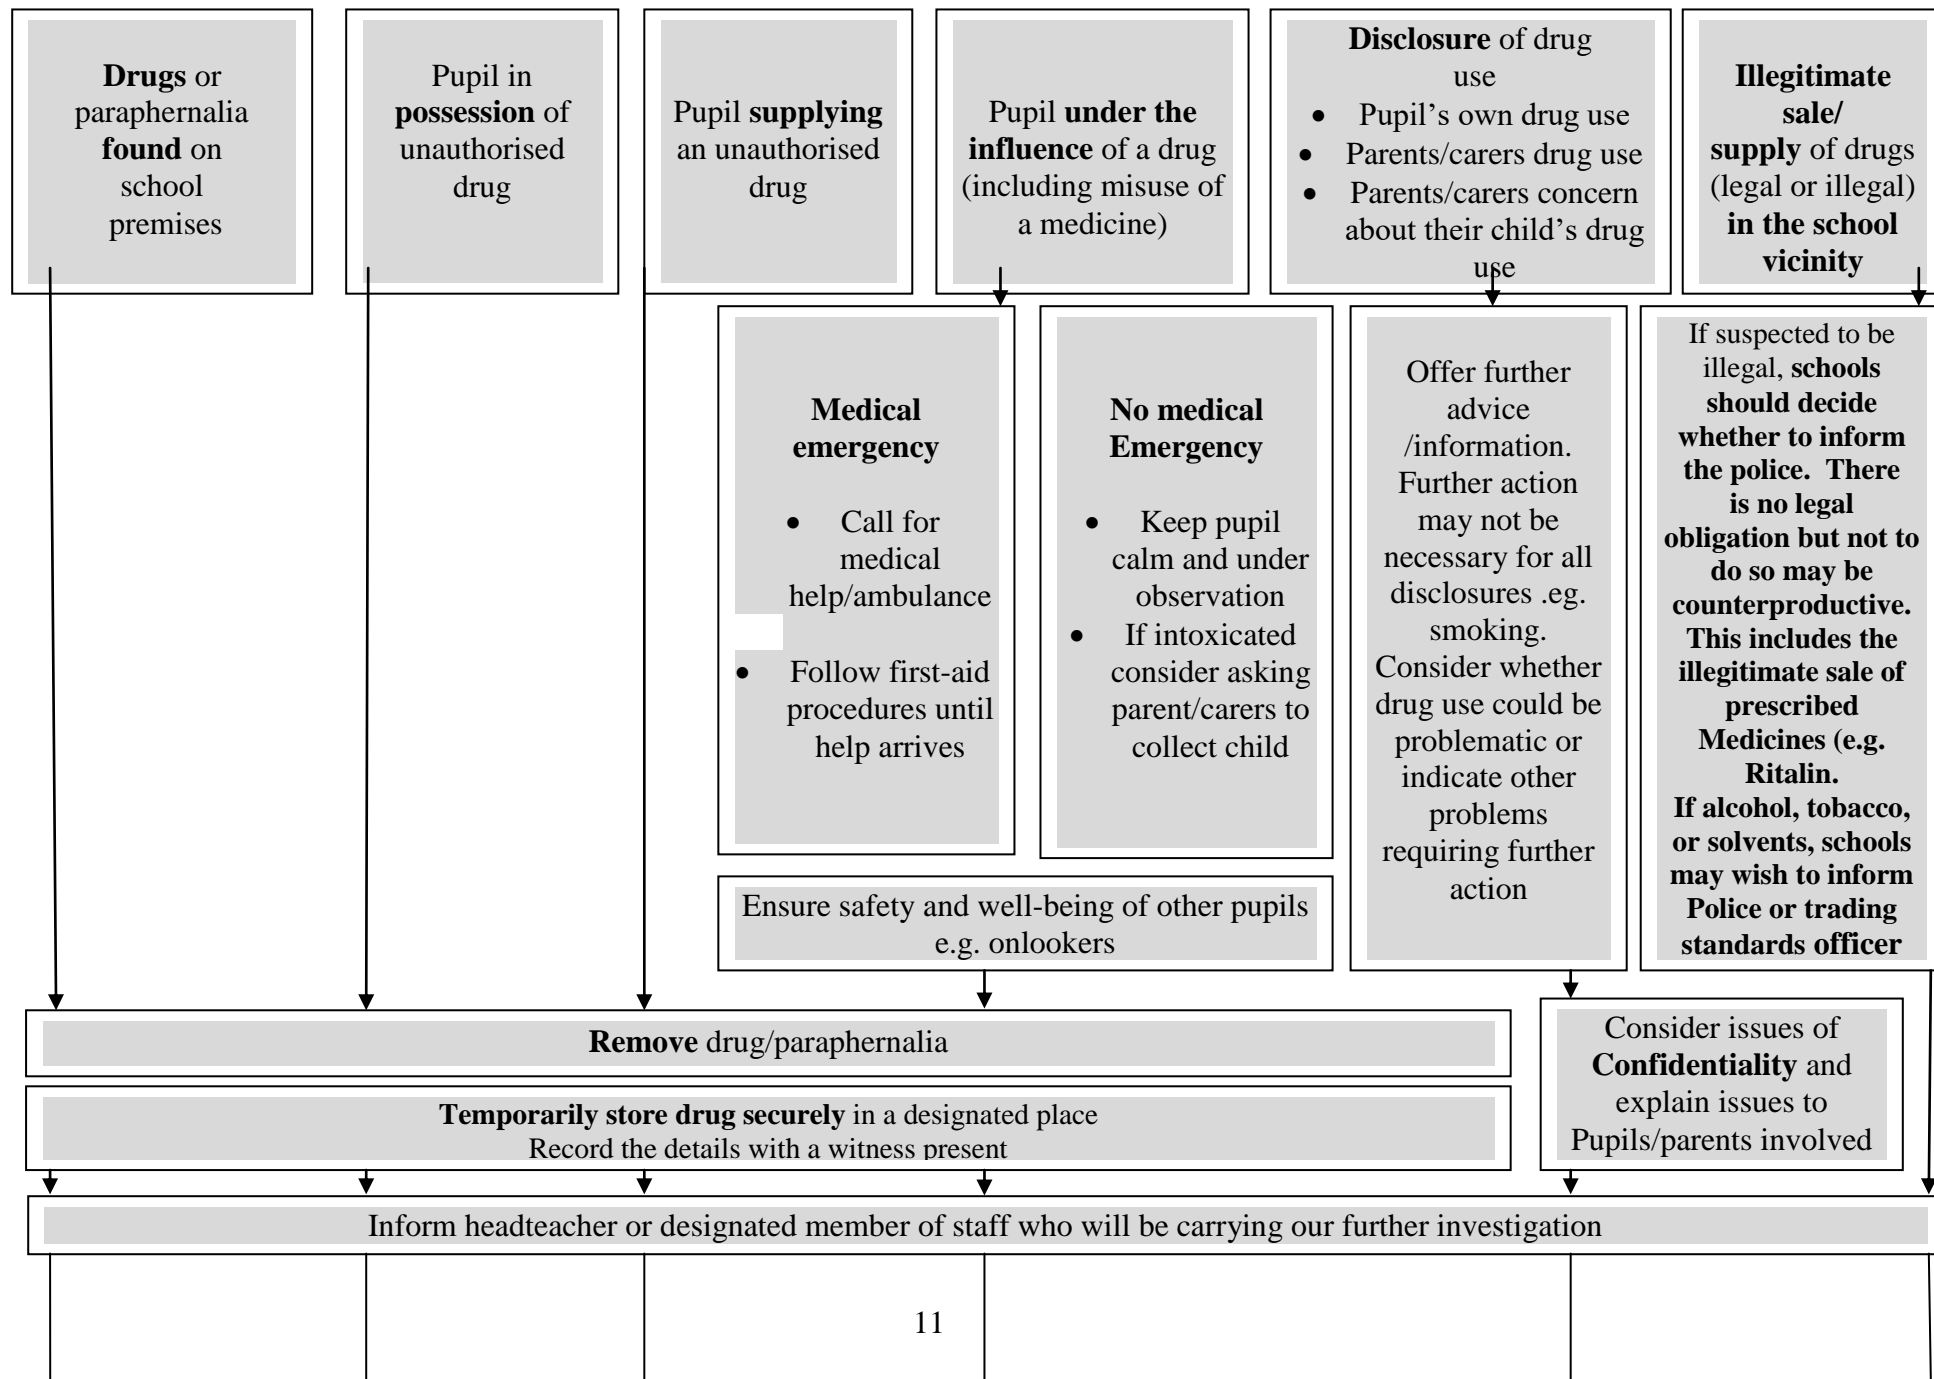 Drugs or
paraphernalia
found on
school
premises
Pupil in
possession of
unauthorised
drug
Pupil supplying
an unauthorised
drug
Pupil under the
influence of a drug
(including misuse of
a medicine)
Disclosure of drug
use
• Pupil’s own drug use
• Parents/carers drug use
• Parents/carers concern
about their child’s drug
use
Illegitimate
sale/
supply of drugs
(legal or illegal)
in the school
vicinity
Medical
emergency
• Call for
medical
help/ambulance
• Follow first-aid
procedures until
help arrives
No medical
Emergency
• Keep pupil
calm and under
observation
• If intoxicated
consider asking
parent/carers to
collect child
Offer further
advice
/information.
Further action
may not be
necessary for all
disclosures .eg.
smoking.
Consider whether
drug use could be
problematic or
indicate other
problems
requiring further
action
If suspected to be
illegal, schools
should decide
whether to inform
the police.  There
is no legal
obligation but not to
do so may be
counterproductive.
This includes the
illegitimate sale of
prescribed
Medicines (e.g.
Ritalin.
If alcohol, tobacco,
or solvents, schools
may wish to inform
Police or trading
standards officer
Ensure safety and well-being of other pupils
e.g. onlookers
Remove drug/paraphernalia
Temporarily store drug securely in a designated place
Record the details with a witness present
Consider issues of
Confidentiality and
explain issues to
Pupils/parents involved
Inform headteacher or designated member of staff who will be carrying our further investigation
11